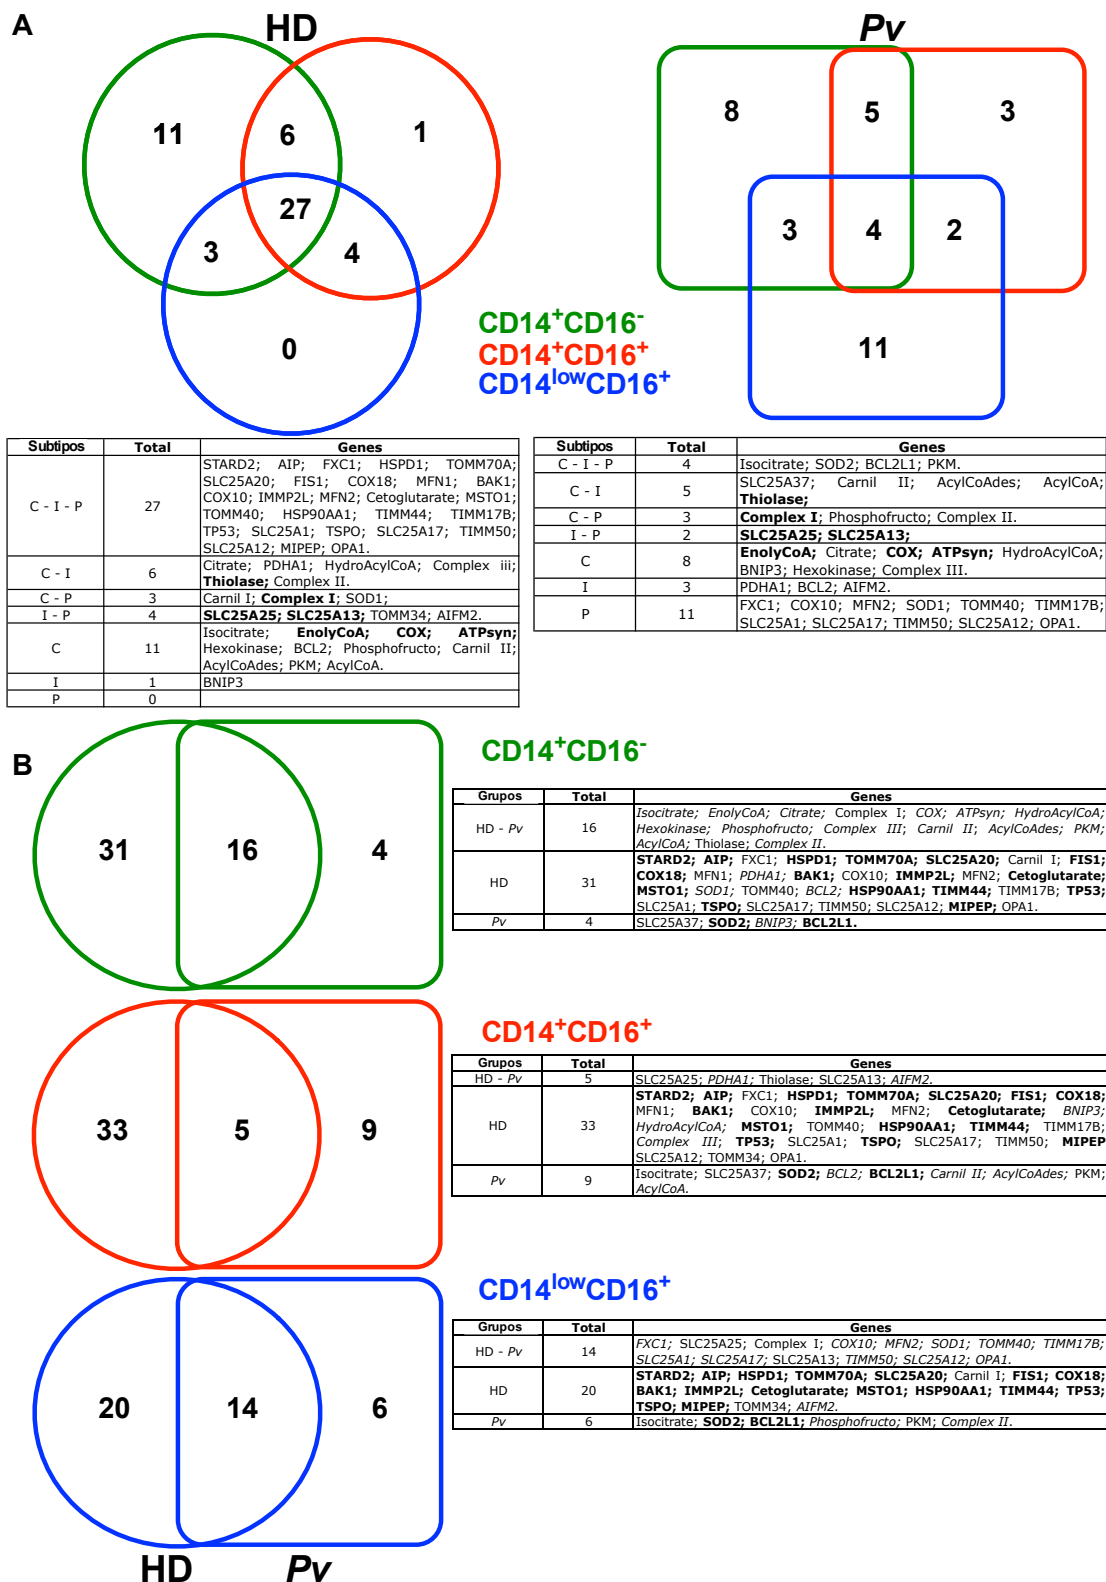 A
HD
Pv
11
6
1
27
3
4
0
8
5
3
3
4
2
11
CD14+CD16-
CD14+CD16+
CD14lowCD16+
Subtipos Total Genes
C - I - P 27 STARD2; AIP; FXC1; HSPD1; TOMM70A;
SLC25A20; FIS1; COX18; MFN1; BAK1;
COX10; IMMP2L; MFN2; Cetoglutarate; MSTO1;
TOMM40; HSP90AA1; TIMM44; TIMM17B;
TP53; SLC25A1; TSPO; SLC25A17; TIMM50;
SLC25A12; MIPEP; OPA1.
C - I 6 Citrate; PDHA1; HydroAcylCoA; Complex iii;
Thiolase; Complex II.
C - P 3 Carnil I; Complex I; SOD1;
I - P 4 SLC25A25; SLC25A13; TOMM34; AIFM2.
C 11 Isocitrate; EnolyCoA; COX; ATPsyn;
Hexokinase; BCL2; Phosphofructo; Carnil II;
AcylCoAdes; PKM; AcylCoA.
I 1 BNIP3
P 0
Subtipos Total Genes
C - I - P 4 Isocitrate; SOD2; BCL2L1; PKM.
C - I 5 SLC25A37; Carnil II; AcylCoAdes; AcylCoA;
Thiolase;
C - P 3 Complex I; Phosphofructo; Complex II.
I - P 2 SLC25A25; SLC25A13;
C 8 EnolyCoA; Citrate; COX; ATPsyn; HydroAcylCoA;
BNIP3; Hexokinase; Complex III.
I 3 PDHA1; BCL2; AIFM2.
P 11 FXC1; COX10; MFN2; SOD1; TOMM40; TIMM17B;
SLC25A1; SLC25A17; TIMM50; SLC25A12; OPA1.
B
CD14+CD16-
31
16
4
Grupos Total Genes
HD - Pv 16 Isocitrate; EnolyCoA; Citrate; Complex I; COX; ATPsyn; HydroAcylCoA;
Hexokinase; Phosphofructo; Complex III; Carnil II; AcylCoAdes; PKM;
AcylCoA; Thiolase; Complex II.
HD 31 STARD2; AIP; FXC1; HSPD1; TOMM70A; SLC25A20; Carnil I; FIS1;
COX18; MFN1; PDHA1; BAK1; COX10; IMMP2L; MFN2; Cetoglutarate;
MSTO1; SOD1; TOMM40; BCL2; HSP90AA1; TIMM44; TIMM17B; TP53;
SLC25A1; TSPO; SLC25A17; TIMM50; SLC25A12; MIPEP; OPA1.
Pv 4 SLC25A37; SOD2; BNIP3; BCL2L1.
CD14+CD16+
33
5
9
Grupos Total Genes
HD - Pv 5 SLC25A25; PDHA1; Thiolase; SLC25A13; AIFM2.
HD 33 STARD2; AIP; FXC1; HSPD1; TOMM70A; SLC25A20; FIS1; COX18;
MFN1; BAK1; COX10; IMMP2L; MFN2; Cetoglutarate; BNIP3;
HydroAcylCoA; MSTO1; TOMM40; HSP90AA1; TIMM44; TIMM17B;
Complex III; TP53; SLC25A1; TSPO; SLC25A17; TIMM50; MIPEP
SLC25A12; TOMM34; OPA1.
Pv 9 Isocitrate; SLC25A37; SOD2; BCL2; BCL2L1; Carnil II; AcylCoAdes; PKM;
AcylCoA.
CD14lowCD16+
20
14
6
Grupos Total Genes
HD - Pv 14 FXC1; SLC25A25; Complex I; COX10; MFN2; SOD1; TOMM40; TIMM17B;
SLC25A1; SLC25A17; SLC25A13; TIMM50; SLC25A12; OPA1.
HD 20 STARD2; AIP; HSPD1; TOMM70A; SLC25A20; Carnil I; FIS1; COX18;
BAK1; IMMP2L; Cetoglutarate; MSTO1; HSP90AA1; TIMM44; TP53;
TSPO; MIPEP; TOMM34; AIFM2.
Pv 6 Isocitrate; SOD2; BCL2L1; Phosphofructo; PKM; Complex II.
HD
Pv